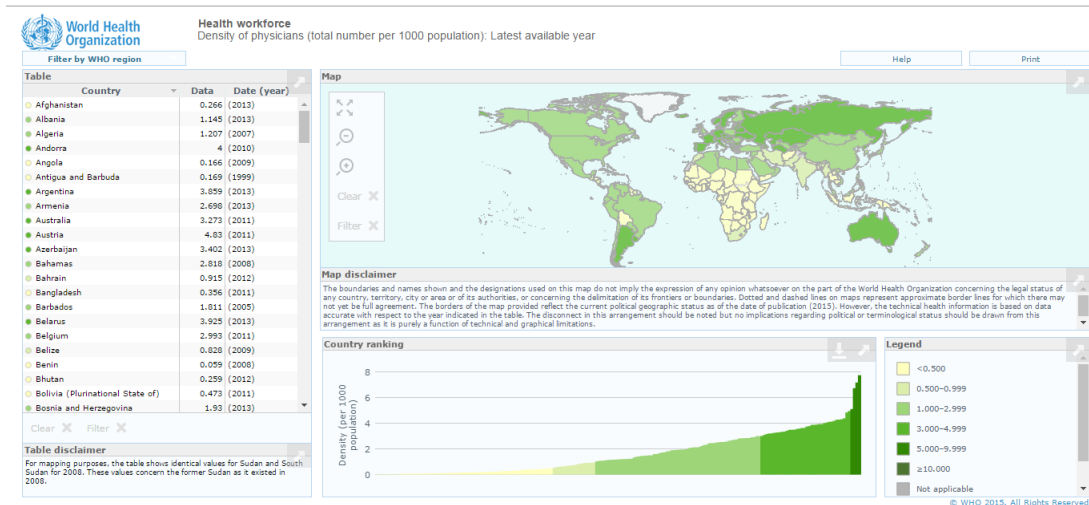 World Health
Organization
Health workforce
Density of physicians (total number per 1000 population): Latest available year
Filter by WHO region
Help
Print
Table
Country Data Date (year)
Afghanistan 0.266 (2013)
Albania 1.145 (2013)
Algeria 1.207 (2007)
Andorra 4 (2010)
Angola 0.166 (2009)
Antigua and Barbuda 0.169 (1999)
Argentina 3.859 (2013)
Armenia 2.698 (2013)
Australia 3.273 (2011)
Austria 4.83 (2011)
Azerbaijan 3.402 (2013)
Bahamas 2.818 (2008)
Bahrain 0.915 (2012)
Bangladesh 0.356 (2011)
Barbados 1.811 (2005)
Belarus 3.925 (2013)
Belgium 2.993 (2011)
Belize 0.828 (2009)
Benin 0.059 (2008)
Bhutan 0.259 (2012)
Bolivia (Plurinational State of) 0.473 (2011)
Bosnia and Herzegovina 1.93 (2013)
Clear Filter
Table disclaimer
For mapping purposes, the table shows identical values for Sudan and South
Sudan for 2008. These values concern the former Sudan as it existed in
2008.
Map
Clear
Filter
Map disclaimer
The boundaries and names shown and the designations used on this map do not imply the expression of any opinion whatsoever on the part of the World Health Organization concerning the legal status of
any country, territory, city or area or of its authorities, or concerning the delimitation of its frontiers or boundaries. Dotted and dashed lines on maps represent approximate border lines for which there may
not yet be full agreement. The borders of the map provided reflect the current political geographic status as of the date of publication (2015). However, the technical health information is based on data
accurate with respect to the year indicated in the table. The disconnect in this arrangement should be noted but no implications regarding political or terminological status should be drawn from this
arrangement as it is purely a function of technical and graphical limitations.
Country ranking
Density (per 1000
population)
8
6
4
2
0
Legend
<0.500
0.500–0.999
1.000–2.999
3.000–4.999
5.000–9.999
≥10.000
Not applicable
© WHO 2015. All Rights Reserved